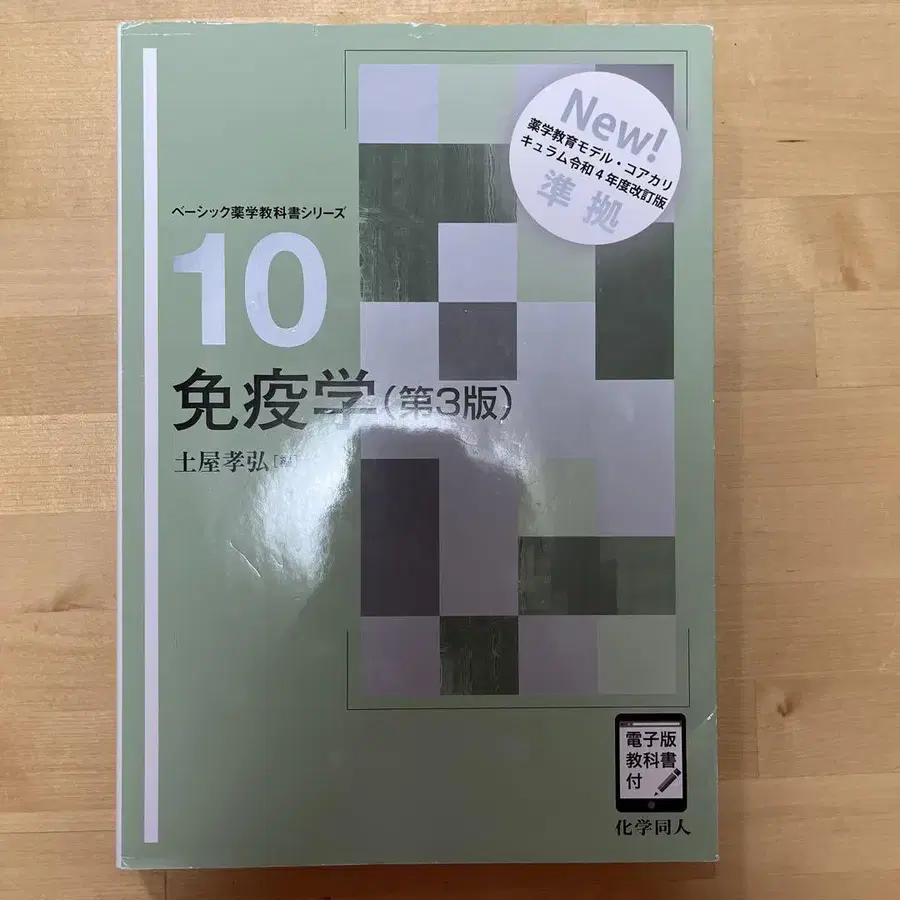 New!
薬学教育モデル・コアカリ
キュラム令和4年度改訂版
準拠
ベーシック薬学教科書シリーズ
10
免疫学(第3版)
土屋孝弘[編]
電子版
教科書
付
化学同人